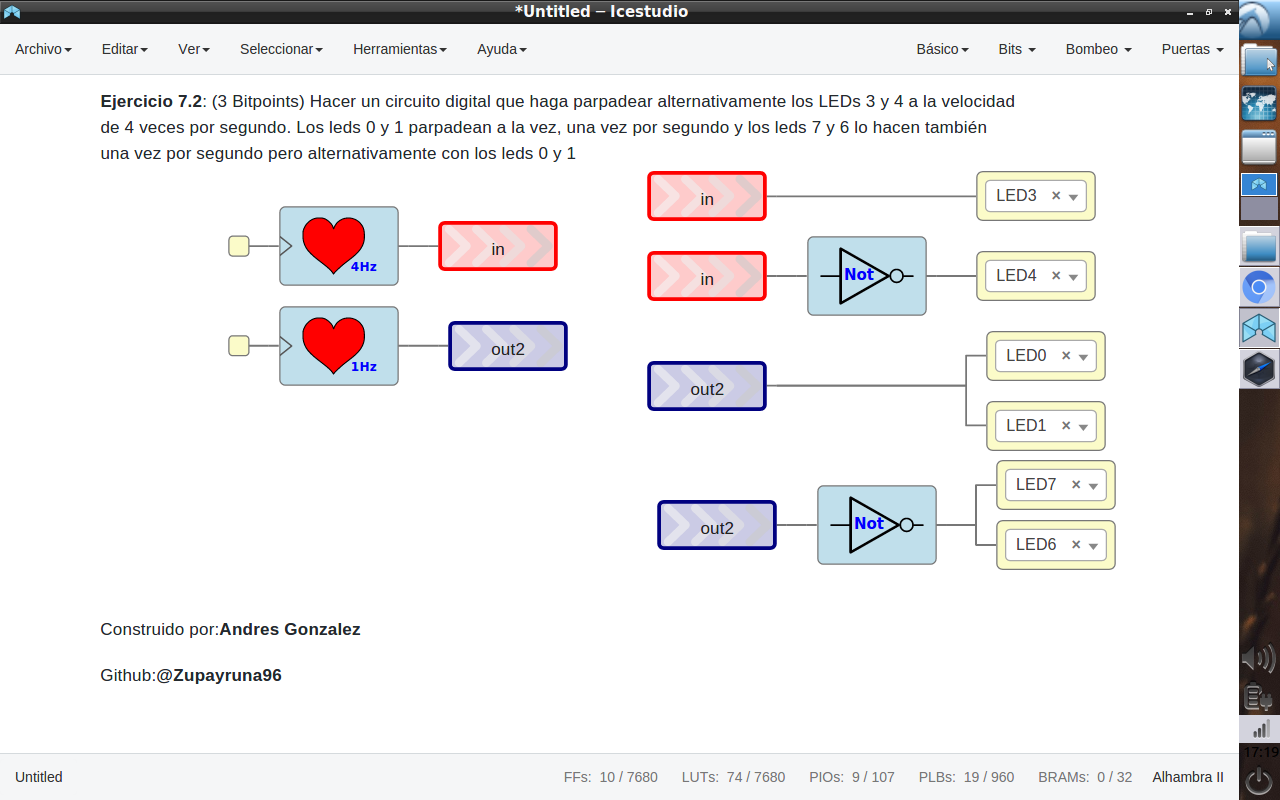 *Untitled – Icestudio
Archivo Editar Ver Seleccionar Herramientas Ayuda Básico Bits Bombeo Puertas
Ejercicio 7.2: (3 Bitpoints) Hacer un circuito digital que haga parpadear alternativamente los LEDs 3 y 4 a la velocidad
de 4 veces por segundo. Los leds 0 y 1 parpadean a la vez, una vez por segundo y los leds 7 y 6 lo hacen también
una vez por segundo pero alternativamente con los leds 0 y 1
in
LED3 ×
4Hz
in
in
Not
LED4 ×
1Hz
out2
out2
LED0 ×
LED1 ×
out2
Not
LED7 ×
LED6 ×
Construido por:Andres Gonzalez
Github:@Zupayruna96
17:19
Untitled FFs: 10 / 7680 LUTs: 74 / 7680 PIOs: 9 / 107 PLBs: 19 / 960 BRAMs: 0 / 32 Alhambra II